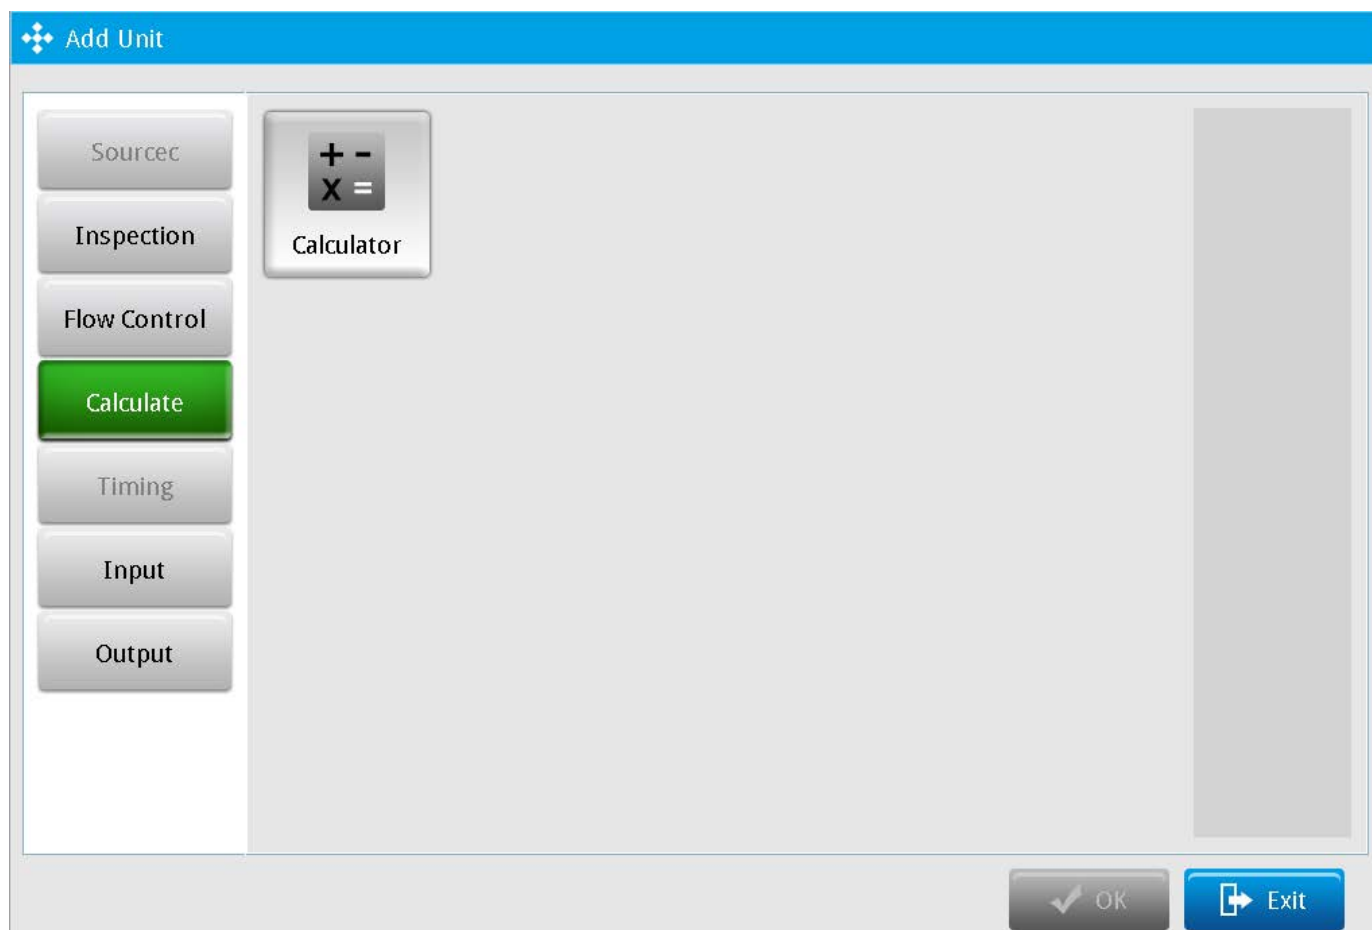 Add Unit
Sourcec
Inspection
Flow Control
Calculate
Timing
Input
Output
+ -
x =
Calculator
OK
Exit